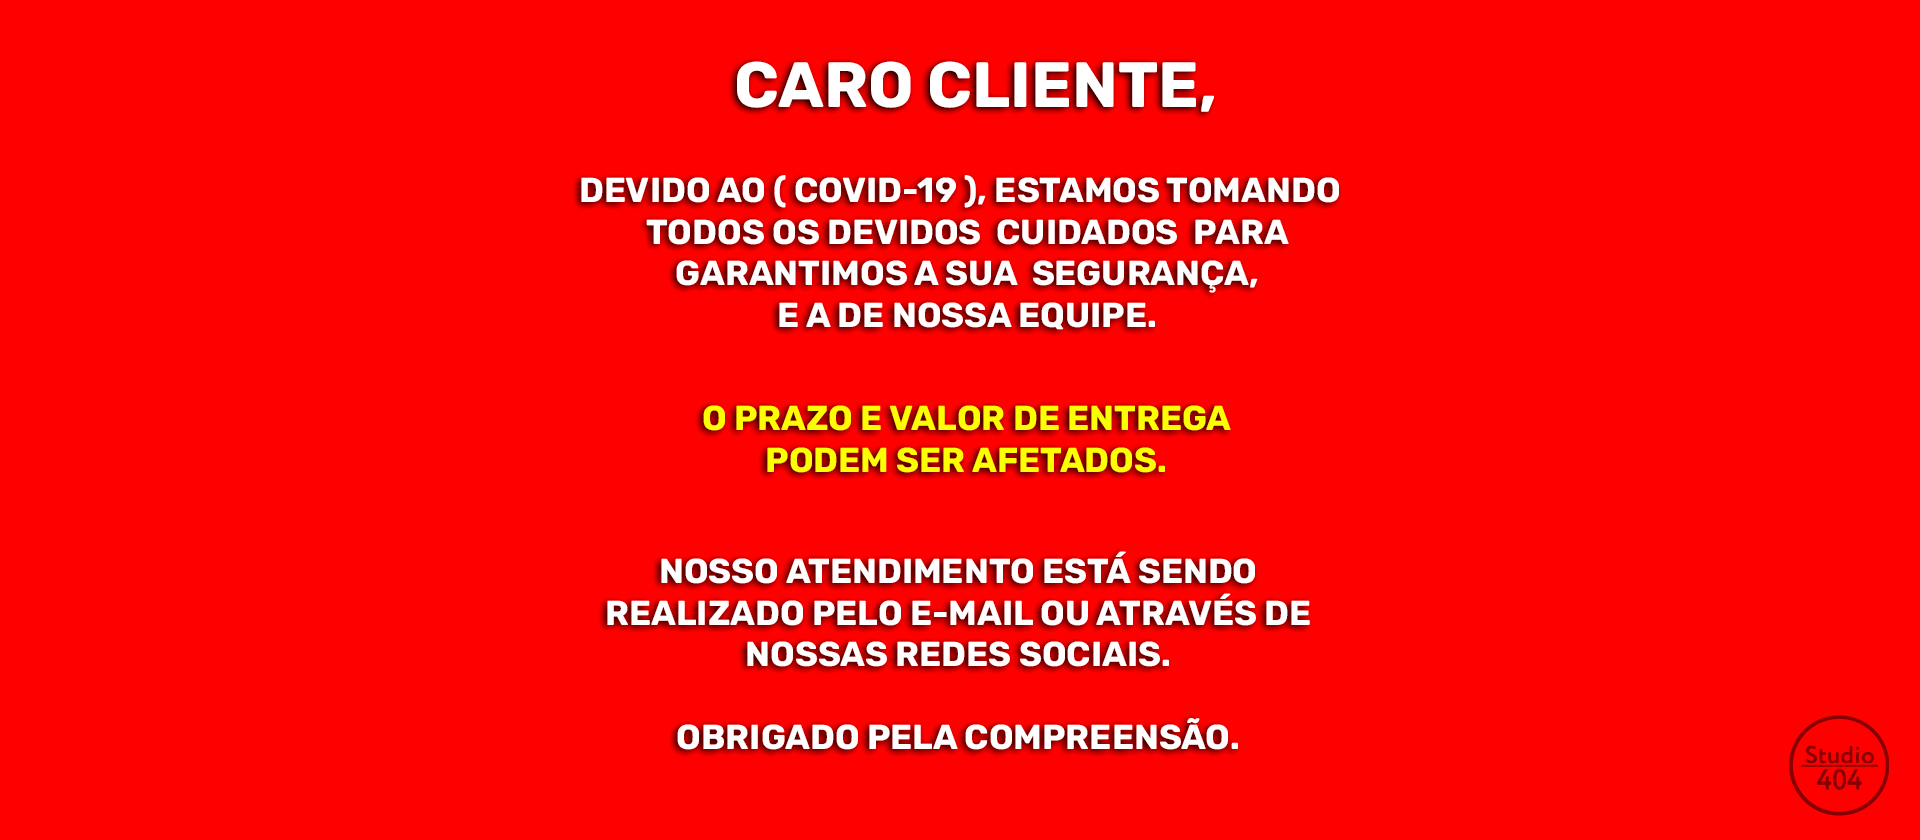 CARO CLIENTE,
DEVIDO AO ( COVID-19 ), ESTAMOS TOMANDO
TODOS OS DEVIDOS CUIDADOS PARA
GARANTIMOS A SUA SEGURANÇA,
E A DE NOSSA EQUIPE.
O PRAZO E VALOR DE ENTREGA
PODEM SER AFETADOS.
NOSSO ATENDIMENTO ESTÁ SENDO
REALIZADO PELO E-MAIL OU ATRAVÉS DE
NOSSAS REDES SOCIAIS.
OBRIGADO PELA COMPREENSÃO.
Studio
404